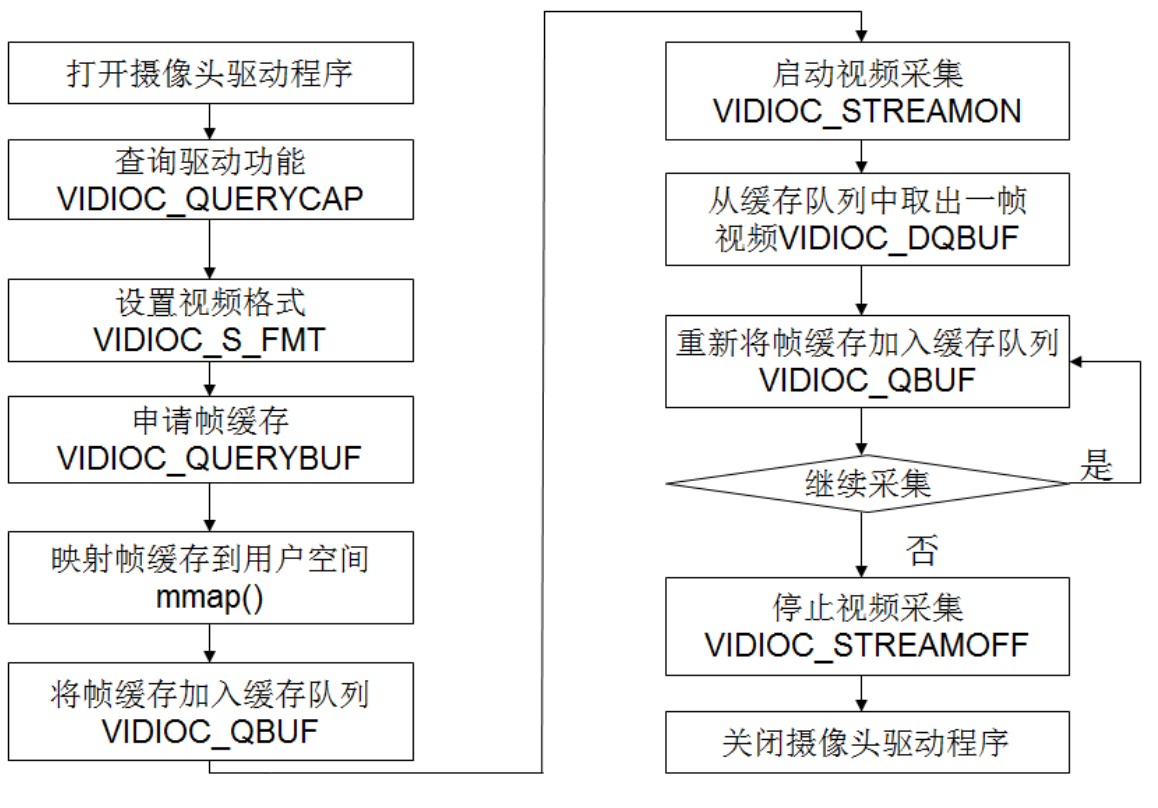 打开摄像头驱动程序
查询驱动功能
VIDIOC_QUERYCAP
设置视频格式
VIDIOC_S_FMT
申请帧缓存
VIDIOC_QUERYBUF
映射帧缓存到用户空间
mmap()
将帧缓存加入缓存队列
VIDIOC_QBUF
启动视频采集
VIDIOC_STREAMON
从缓存队列中取出一帧
视频VIDIOC_DQBUF
重新将帧缓存加入缓存队列
VIDIOC_QBUF
继续采集
是
否
停止视频采集
VIDIOC_STREAMOFF
关闭摄像头驱动程序